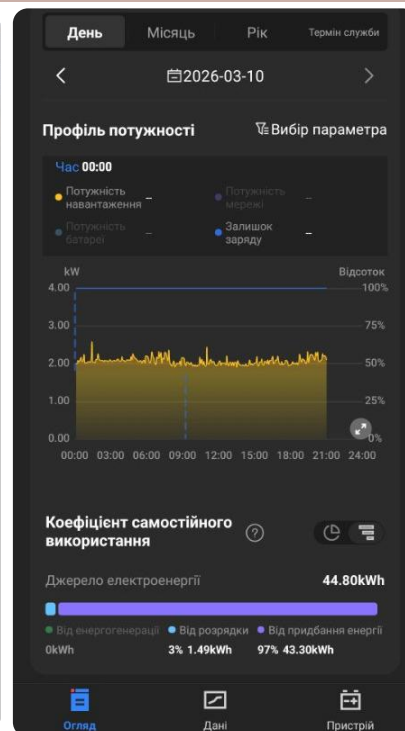 День Місяць Рік Термін служби
2026-03-10
Профіль потужності Вибір параметра
Час 00:00
Потужність навантаження – Потужність мережі –
Потужність батареї – Залишок заряду –
kW Відсоток
4.00 100%
3.00 75%
2.00 50%
1.00 25%
0.00 0%
00:00 03:00 06:00 09:00 12:00 15:00 18:00 21:00 24:00
Коефіцієнт самостійного
використання ?
Джерело електроенергії 44.80kWh
Від енергогенерації Від розрядки Від придбання енергії
0kWh 3% 1.49kWh 97% 43.30kWh
Огляд Дані Пристрій